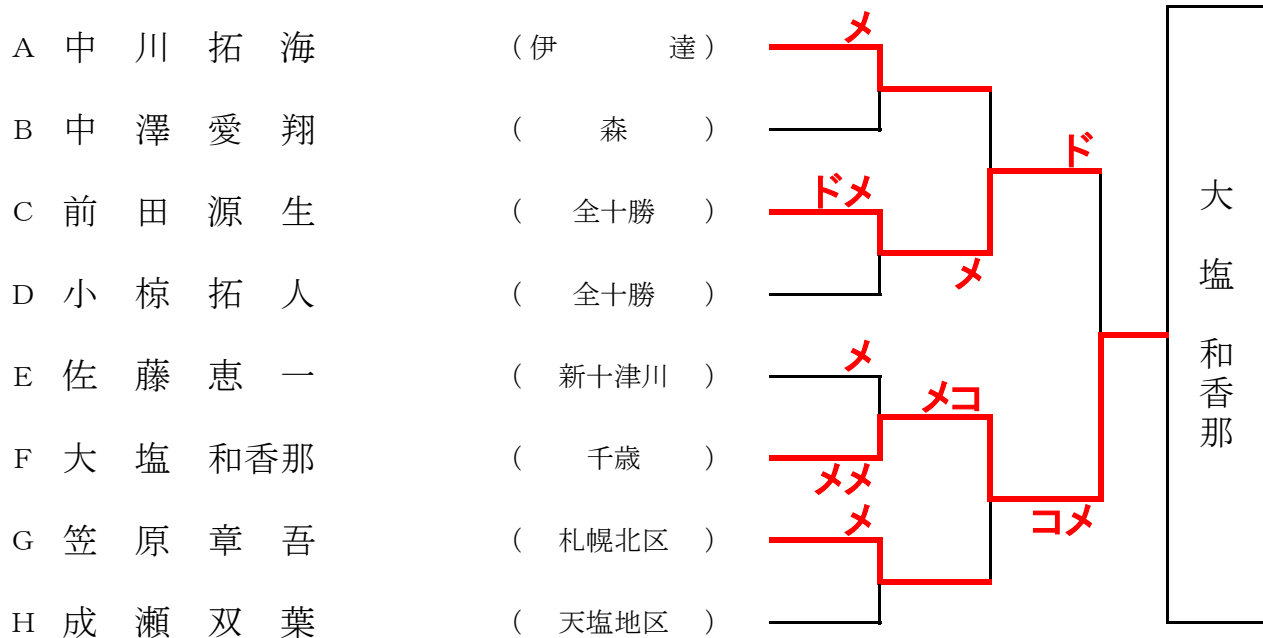 A 中川拓海 (伊達) メ
B 中澤愛翔 (森)
C 前田源生 (全十勝) ドメ
メ
ド
D 小椋拓人 (全十勝)
E 佐藤恵一 (新十津川) メ
メコ
F 大塩和香那 (千歳) メメ
コメ
G 笠原章吾 (札幌北区) メ
H 成瀬双葉 (天塩地区)
大塩和香那